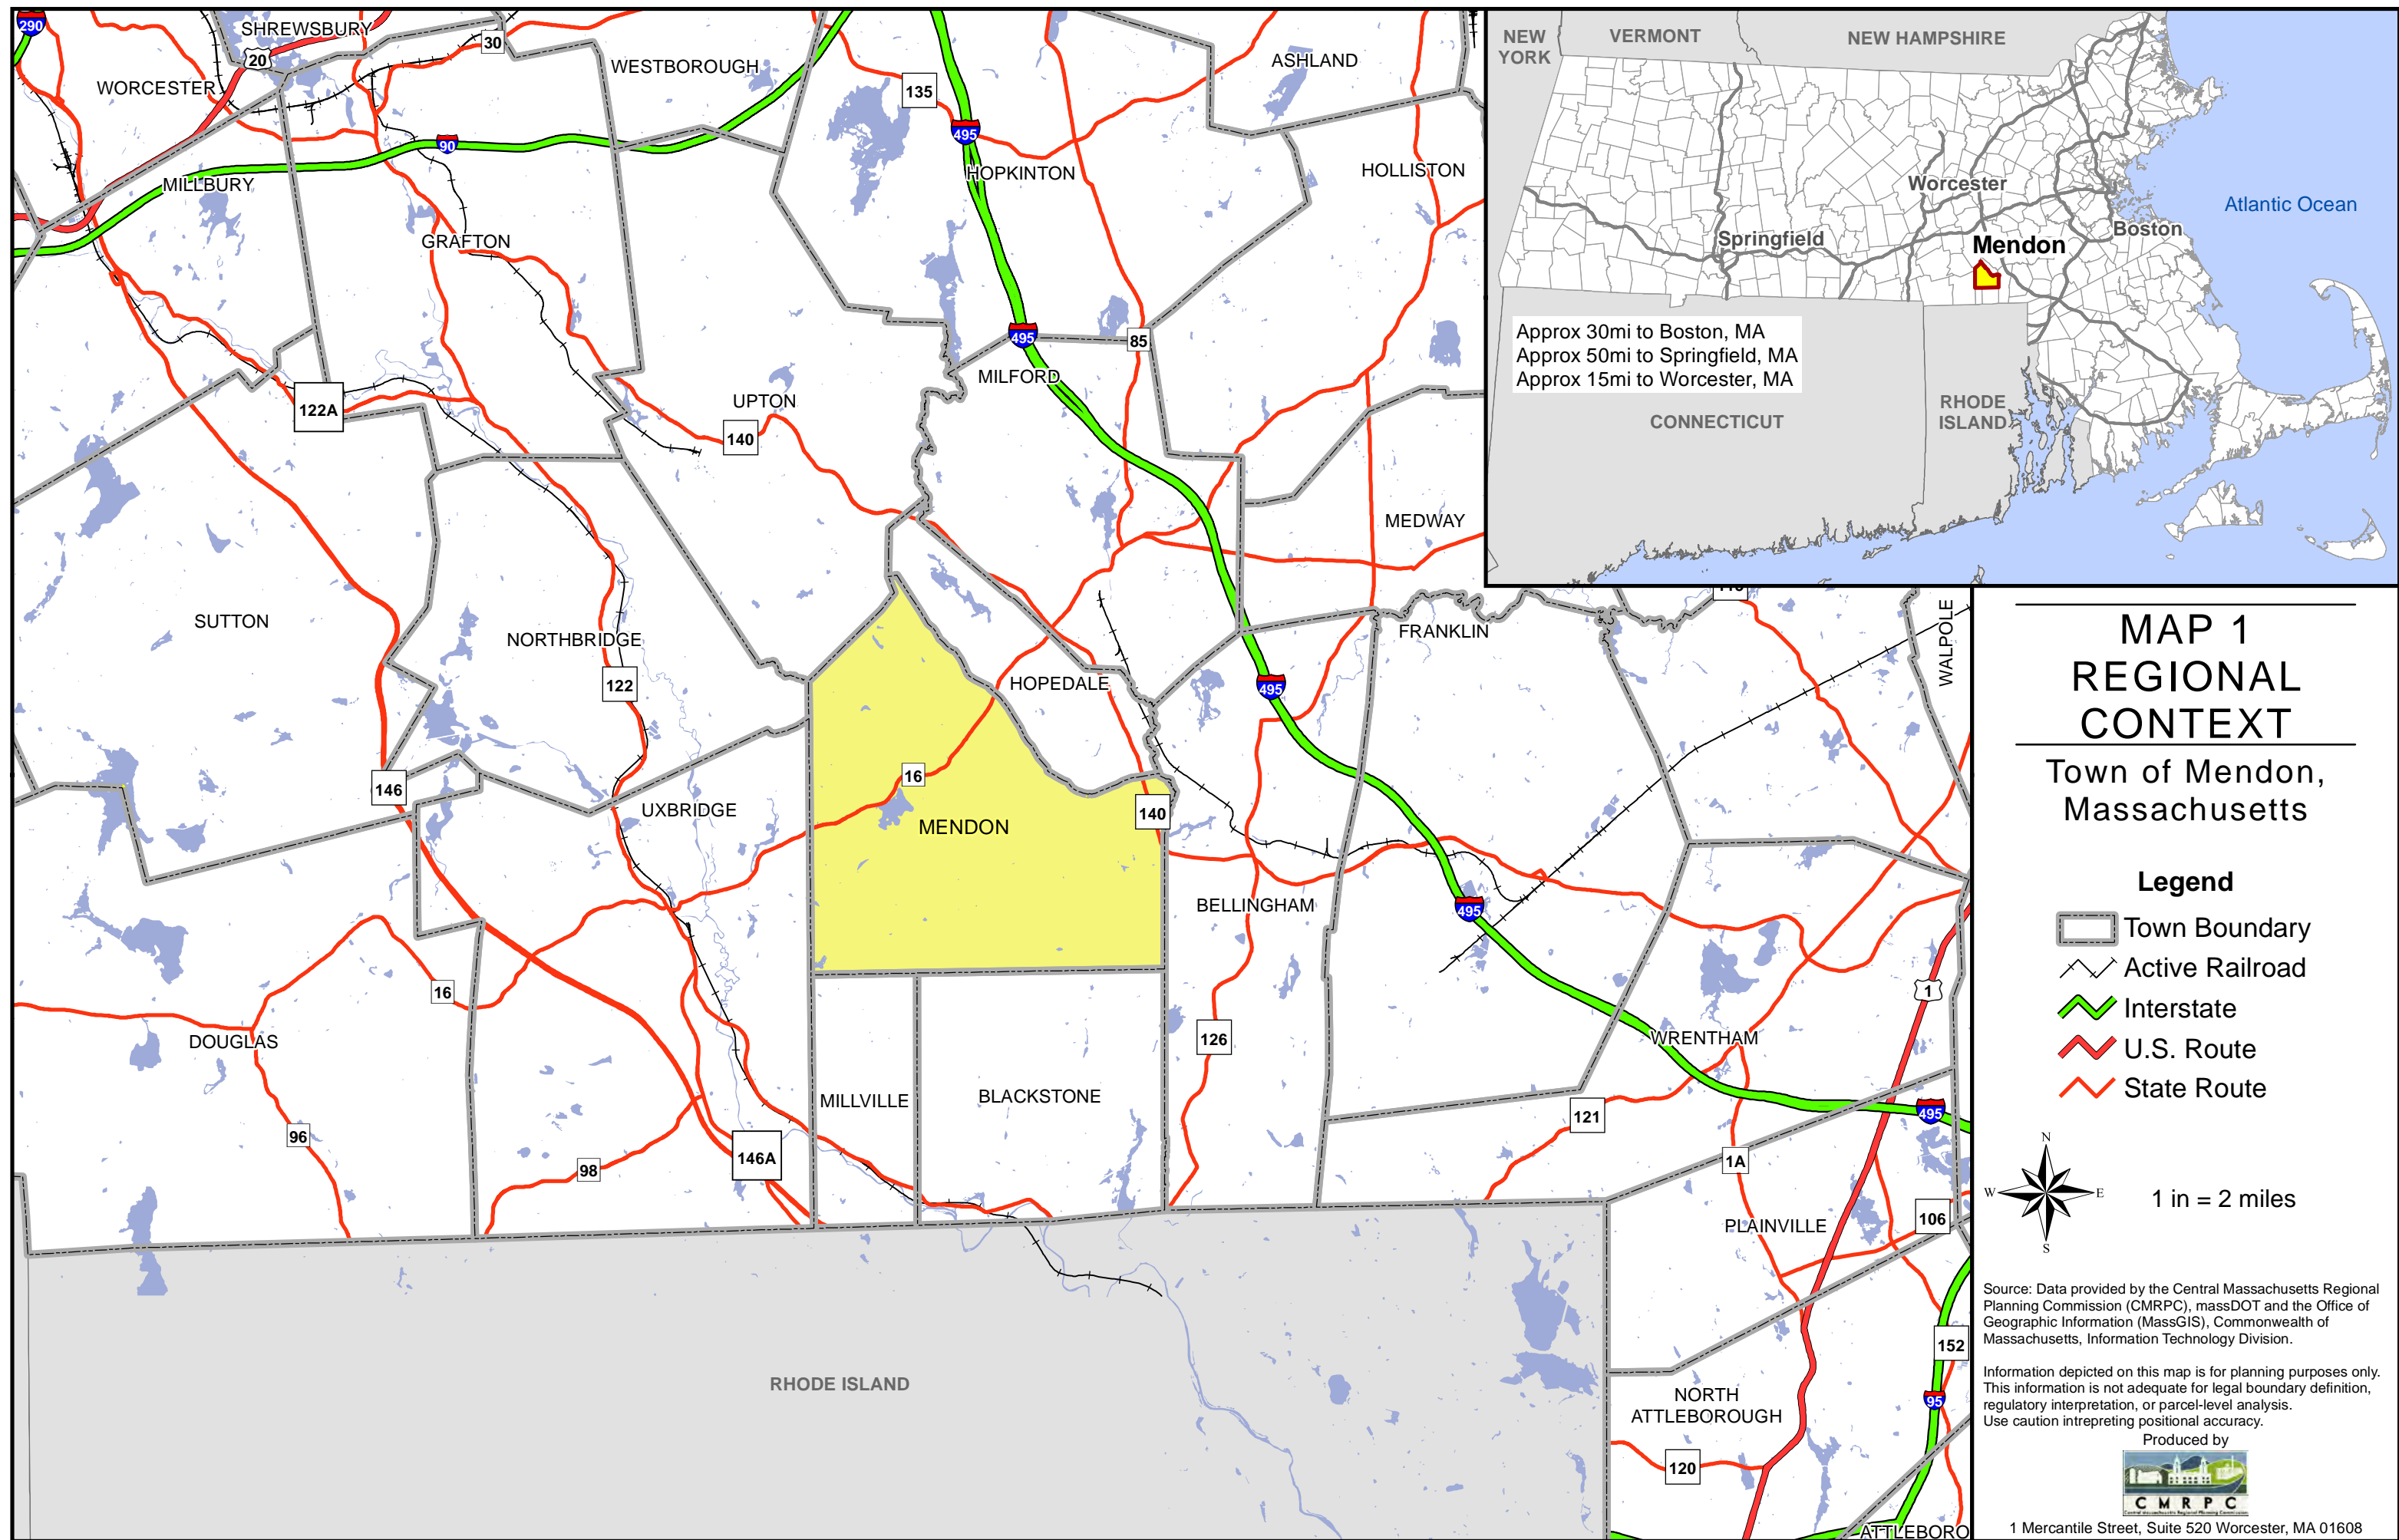 290
SHREWSBURY
20
30
WORCESTER
WESTBOROUGH
135
ASHLAND
495
90
HOPKINTON
HOLLISTON
MILLBURY
GRAFTON
495
85
MILFORD
UPTON
122A
140
MEDWAY
SUTTON
NORTHBRIDGE
122
HOPEDALE
FRANKLIN
WALPOLE
495
16
146
UXBRIDGE
MENDON
140
BELLINGHAM
495
16
1
DOUGLAS
126
WRENTHAM
MILLVILLE
BLACKSTONE
121
495
96
98
146A
1A
PLAINVILLE
106
152
RHODE ISLAND
NORTH
ATTLEBOROUGH
95
120
ATTLEBORO
NEW
YORK
VERMONT
NEW HAMPSHIRE
Worcester
Atlantic Ocean
Springfield
Boston
Mendon
Approx 30mi to Boston, MA
Approx 50mi to Springfield, MA
Approx 15mi to Worcester, MA
CONNECTICUT
RHODE
ISLAND
MAP 1
REGIONAL
CONTEXT
Town of Mendon,
Massachusetts
Legend
Town Boundary
Active Railroad
Interstate
U.S. Route
State Route
N
W
E
S
1 in = 2 miles
Source: Data provided by the Central Massachusetts Regional
Planning Commission (CMRPC), massDOT and the Office of
Geographic Information (MassGIS), Commonwealth of
Massachusetts, Information Technology Division.
Information depicted on this map is for planning purposes only.
This information is not adequate for legal boundary definition,
regulatory interpretation, or parcel-level analysis.
Use caution intrepreting positional accuracy.
Produced by
C M R P C
Central Massachusetts Regional Planning Commission
1 Mercantile Street, Suite 520 Worcester, MA 01608